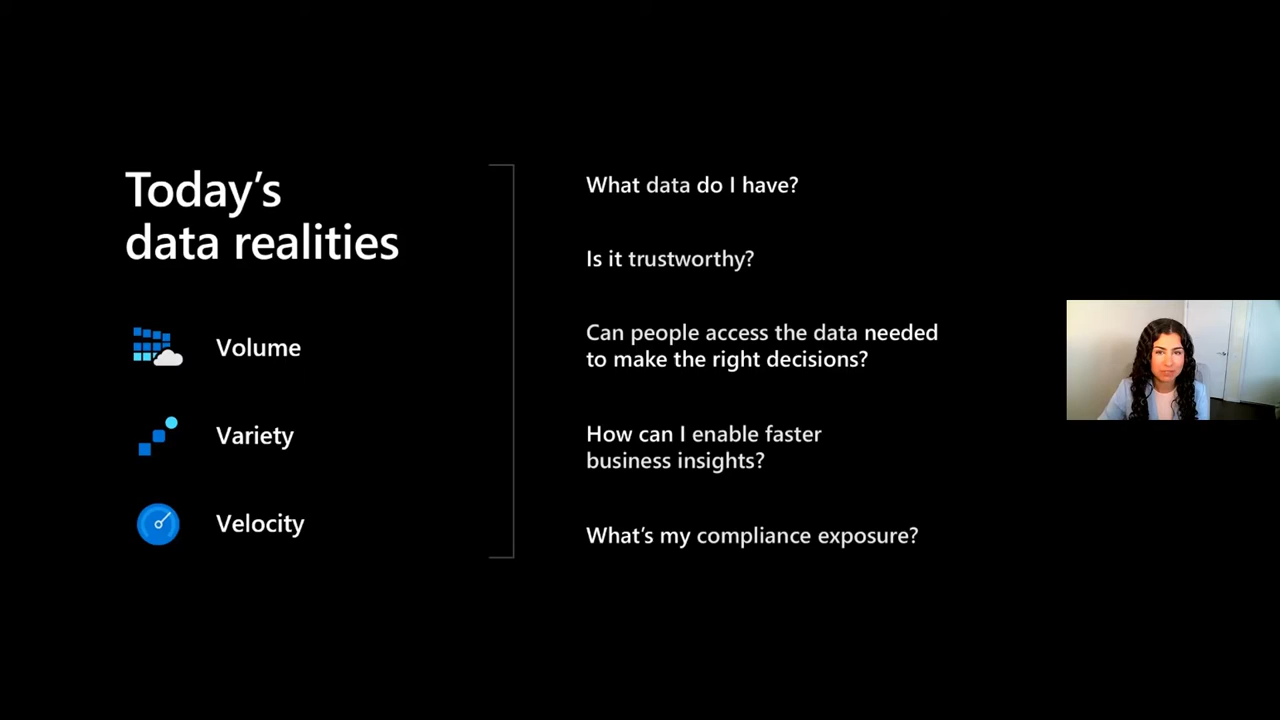 Today’s
data realities
Volume
Variety
Velocity
What data do I have?
Is it trustworthy?
Can people access the data needed
to make the right decisions?
How can I enable faster
business insights?
What’s my compliance exposure?